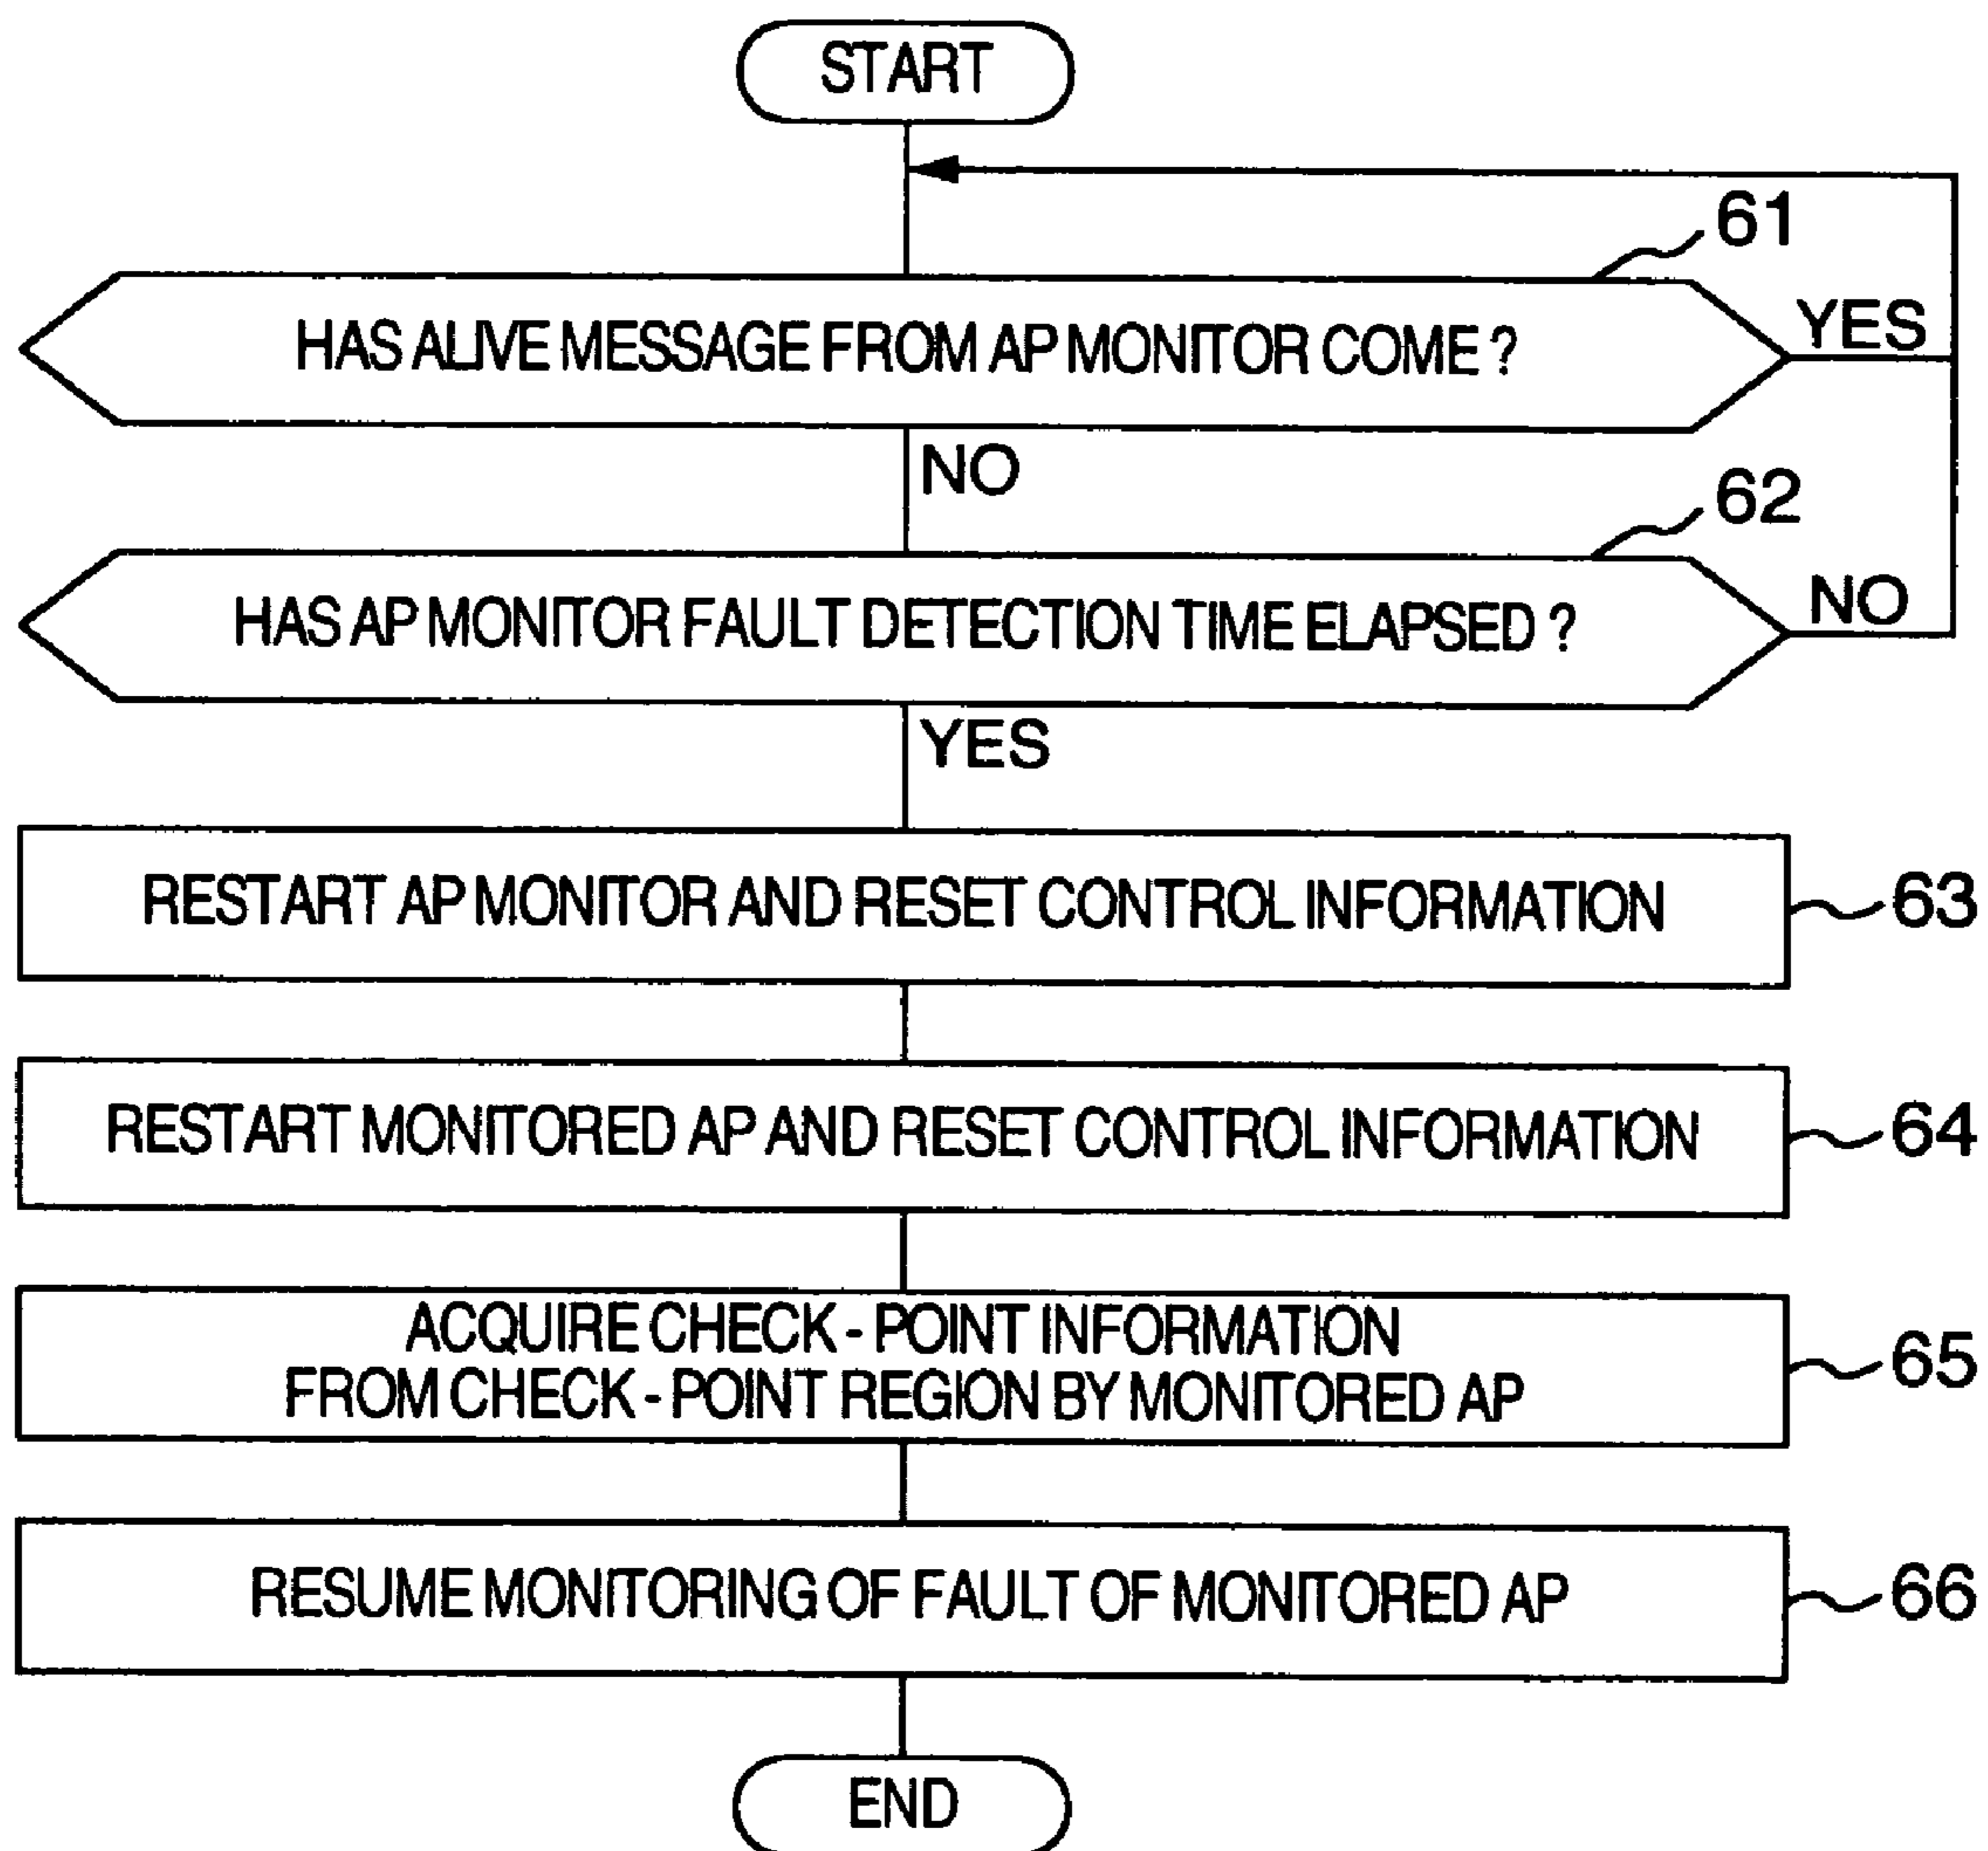 START
61
HAS ALIVE MESSAGE FROM AP MONITOR COME ?
YES
NO
62
HAS AP MONITOR FAULT DETECTION TIME ELAPSED ?
NO
YES
RESTART AP MONITOR AND RESET CONTROL INFORMATION
63
RESTART MONITORED AP AND RESET CONTROL INFORMATION
64
ACQUIRE CHECK - POINT INFORMATION
FROM CHECK - POINT REGION BY MONITORED AP
65
RESUME MONITORING OF FAULT OF MONITORED AP
66
END